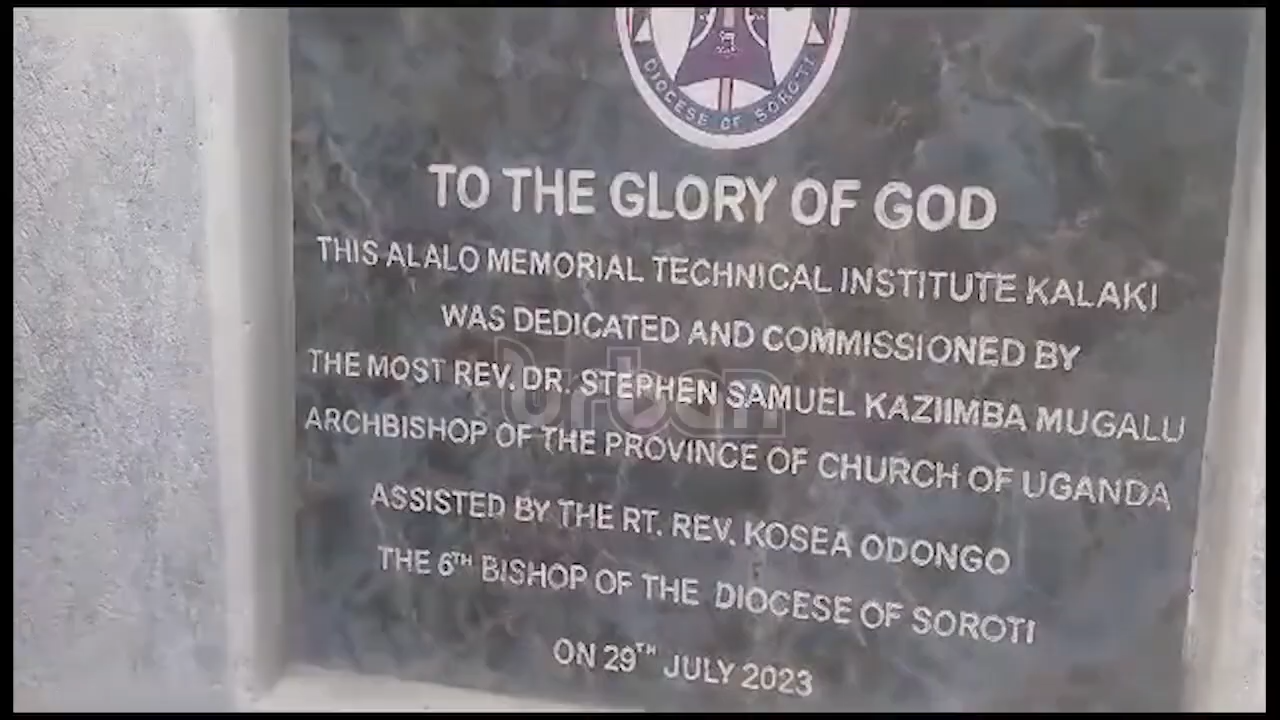 DIOCESE OF SOROTI
TO THE GLORY OF GOD
THIS ALALO MEMORIAL TECHNICAL INSTITUTE KALAKI
WAS DEDICATED AND COMMISSIONED BY
THE MOST REV. DR. STEPHEN SAMUEL KAZIIMBA MUGALU
ARCHBISHOP OF THE PROVINCE OF CHURCH OF UGANDA
ASSISTED BY THE RT. REV. KOSEA ODONGO
THE 6TH BISHOP OF THE DIOCESE OF SOROTI
ON 29TH JULY 2023
urban